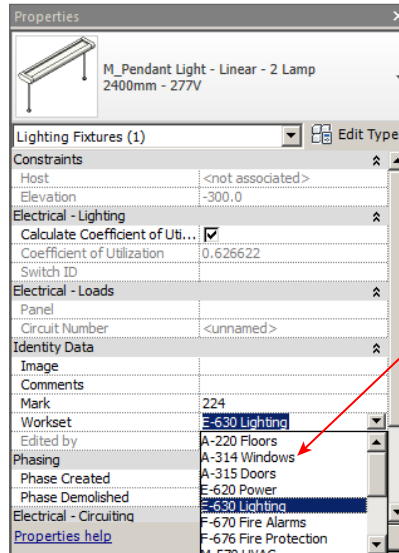 Properties
M_Pendant Light - Linear - 2 Lamp
2400mm - 277V
Lighting Fixtures (1)
Edit Type
Constraints
Host <not associated>
Elevation -300.0
Electrical - Lighting
Calculate Coefficient of Uti...
Coefficient of Utilization 0.626622
Switch ID
Electrical - Loads
Panel
Circuit Number <unnamed>
Identity Data
Image
Comments
Mark 224
Workset E-630 Lighting
Edited by
A-220 Floors
Phasing
A-314 Windows
Phase Created
A-315 Doors
Phase Demolished
E-620 Power
E-630 Lighting
Electrical - Circuiting
F-670 Fire Alarms
Properties help
F-676 Fire Protection
M-570 HVAC